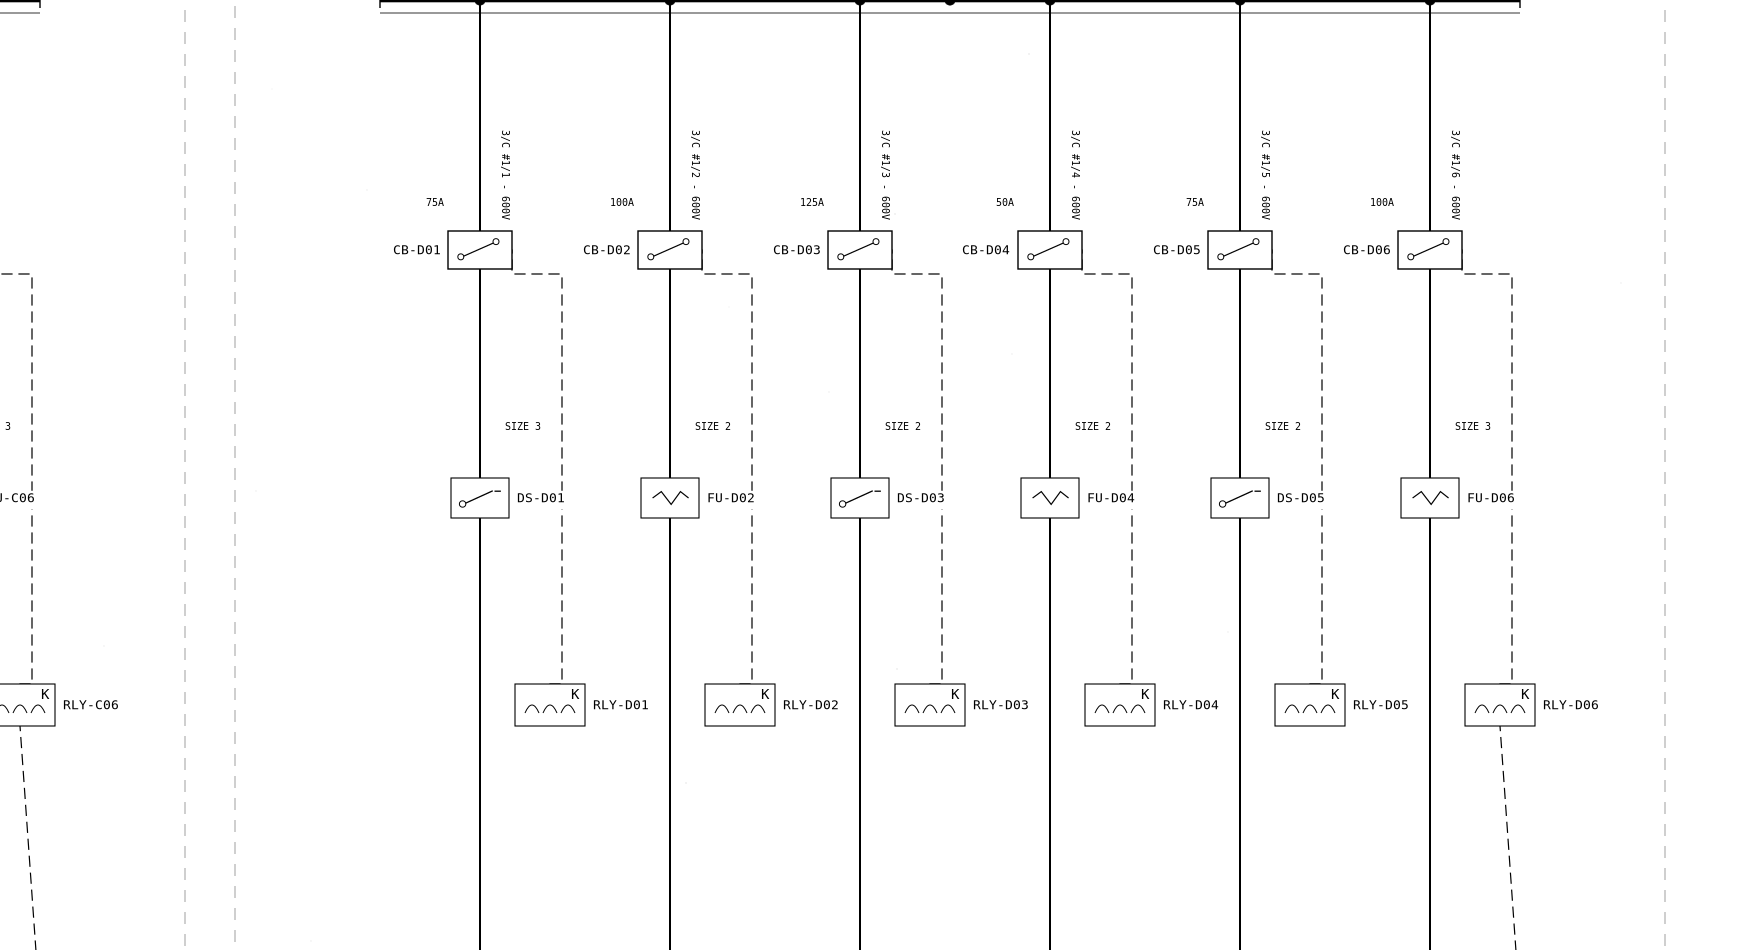 3/C #1/1 - 600V
3/C #1/2 - 600V
3/C #1/3 - 600V
3/C #1/4 - 600V
3/C #1/5 - 600V
3/C #1/6 - 600V
75A
100A
125A
50A
75A
100A
CB-D01
CB-D02
CB-D03
CB-D04
CB-D05
CB-D06
3
SIZE 3
SIZE 2
SIZE 2
SIZE 2
SIZE 2
SIZE 3
U-C06
DS-D01
FU-D02
DS-D03
FU-D04
DS-D05
FU-D06
K
RLY-C06
K
RLY-D01
K
RLY-D02
K
RLY-D03
K
RLY-D04
K
RLY-D05
K
RLY-D06